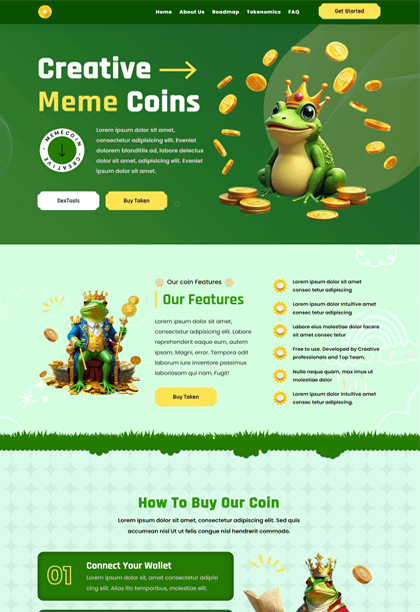 Home About Us Roadmap Tokenomics FAQ
Get Started
Creative
Meme Coins
MEMECOIN - CREATIVE -
Lorem ipsum dolor sit amet,
consectetur adipisicing elit. Eveniet
dolorem blanditiis ad, labore delectus
dolor sit amet, adipisicing elit. Eveniet
ipsum dolor sit amet.
DexTools
Buy Token
Our coin Features
Our Features
Lorem ipsum dolor sit amet,
consectetur adipisicing elit. Labore
reprehenderit eaque eum, dolore
ipsam. Magni, error. Tempora odit
laborum iure inventore possimus
laboriosam qui nam. Fugit!
Buy Token
Lorem ipsum dolor sit amet
consec tetur adipiscing
Lorem ipsum dolor Intuitive amet
consec tetur adipiscing
Labore eius molestiae dolor facere
sit amet consec tetur
Free to use. Developed by Creative
professionals and Top Team.
Nulla neque quam, max imus ut
molestiae dolor
Lorem ipsum dolor Intuitive amet
consec tetur adipiscing.
How To Buy Our Coin
Lorem ipsum dolor sit amet, consectetur adipisicing elit. Sed quis
accumsan nisi Ut ut felis congue nisl hendrerit commodo.
01
Connect Your Wallet
Lorem ipsum dolor sit amet, consectetur adipisi
cing elit. Alias illo temporibus, molestias elit.